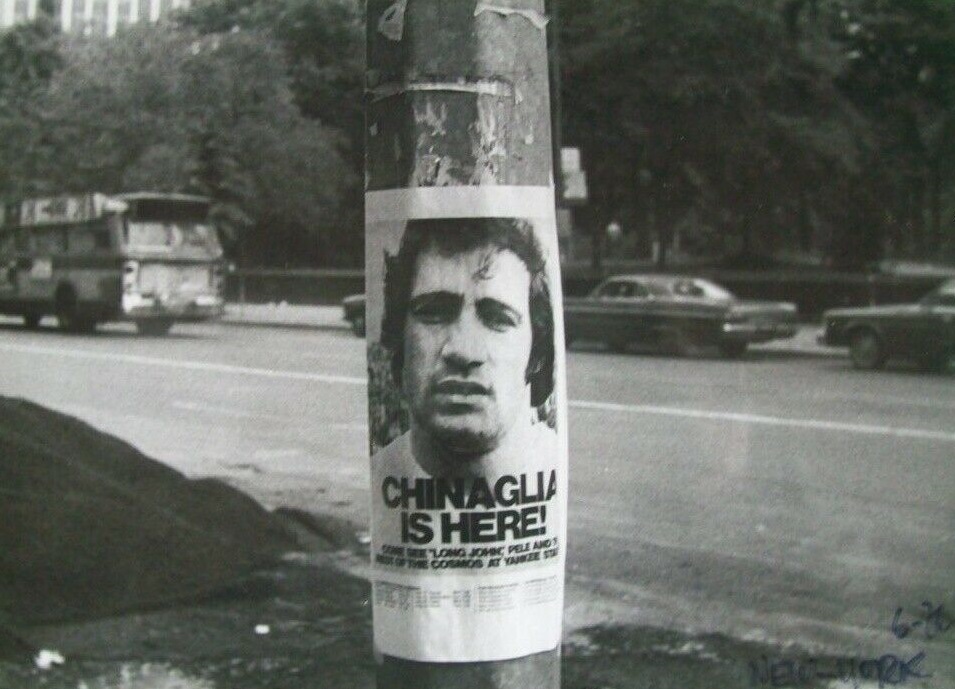 CHINAGLIA
IS HERE!
COME SEE "LONG JOHN," PELE AND
REST OF THE COSMOS AT YANKEE STA
6-76
NEW-YORK